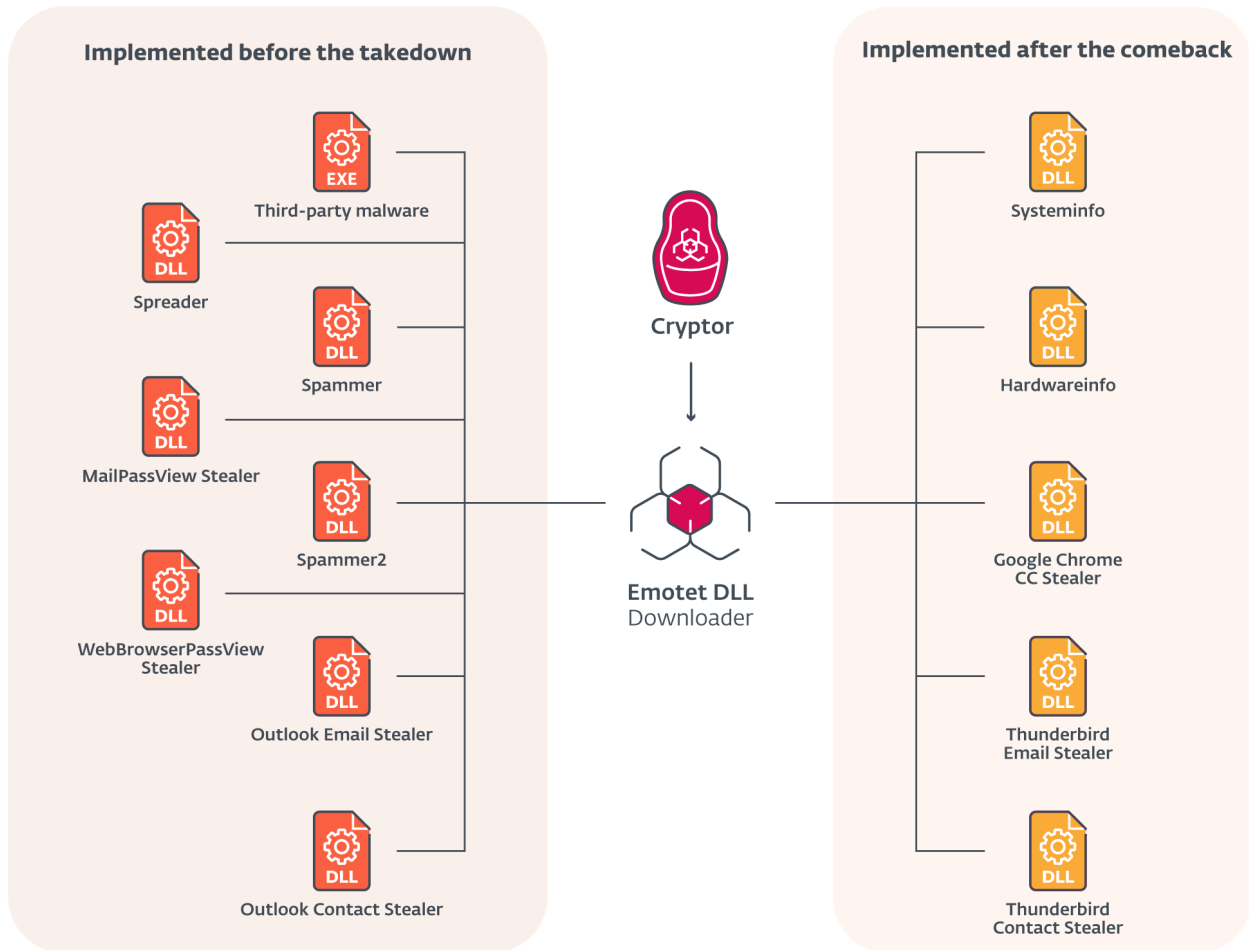 Implemented before the takedown
EXE
Third-party malware
DLL
Spreader
DLL
Spammer
DLL
MailPassView Stealer
DLL
Spammer2
DLL
WebBrowserPassView
Stealer
DLL
Outlook Email Stealer
DLL
Outlook Contact Stealer
Cryptor
Emotet DLL
Downloader
Implemented after the comeback
DLL
Systeminfo
DLL
Hardwareinfo
DLL
Google Chrome
CC Stealer
DLL
Thunderbird
Email Stealer
DLL
Thunderbird
Contact Stealer